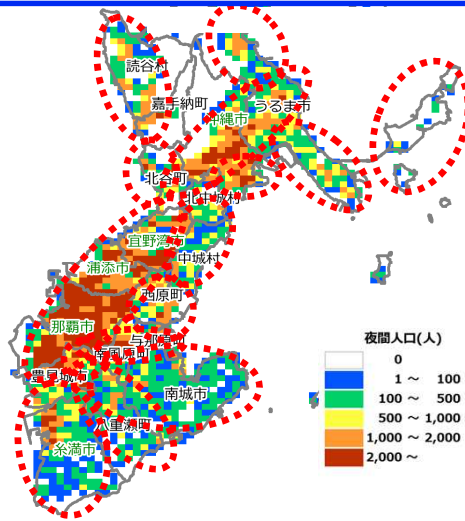 読谷村
嘉手納町
うるま市
沖縄市
北谷町
北中城村
宜野湾市
中城村
浦添市
西原町
那覇市
与那原町
南風原町
豊見城市
南城市
八重瀬町
糸満市
夜間人口(人)
0
1 ～ 100
100 ～ 500
500 ～ 1,000
1,000 ～ 2,000
2,000 ～